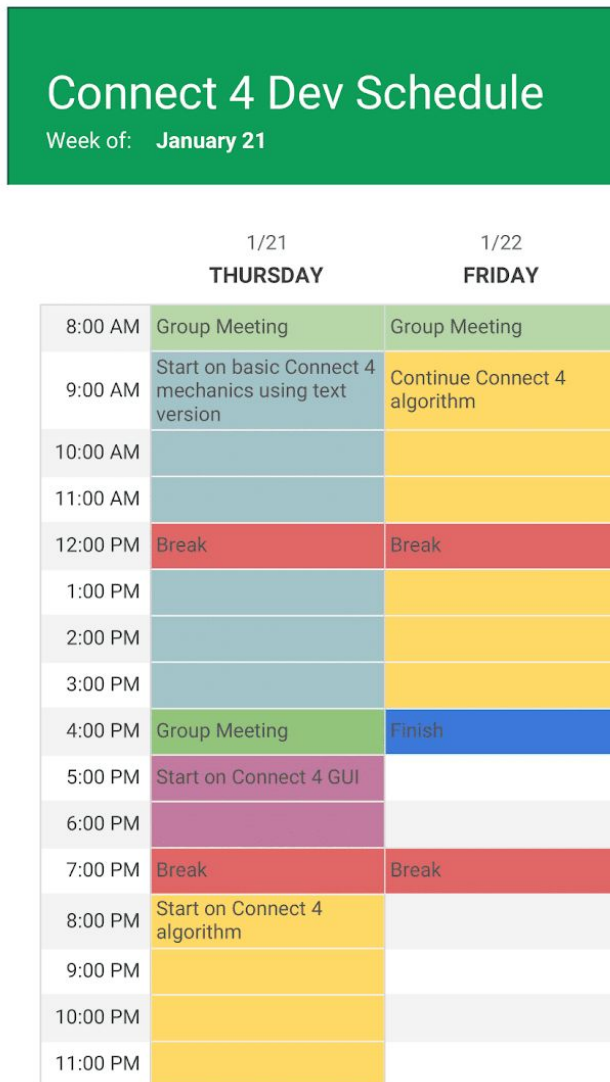 Connect 4 Dev Schedule
Week of: January 21
1/21 1/22
THURSDAY FRIDAY
8:00 AM Group Meeting Group Meeting
9:00 AM Start on basic Connect 4 mechanics using text version Continue Connect 4 algorithm
10:00 AM
11:00 AM
12:00 PM Break Break
1:00 PM
2:00 PM
3:00 PM
4:00 PM Group Meeting Finish
5:00 PM Start on Connect 4 GUI
6:00 PM
7:00 PM Break Break
8:00 PM Start on Connect 4 algorithm
9:00 PM
10:00 PM
11:00 PM